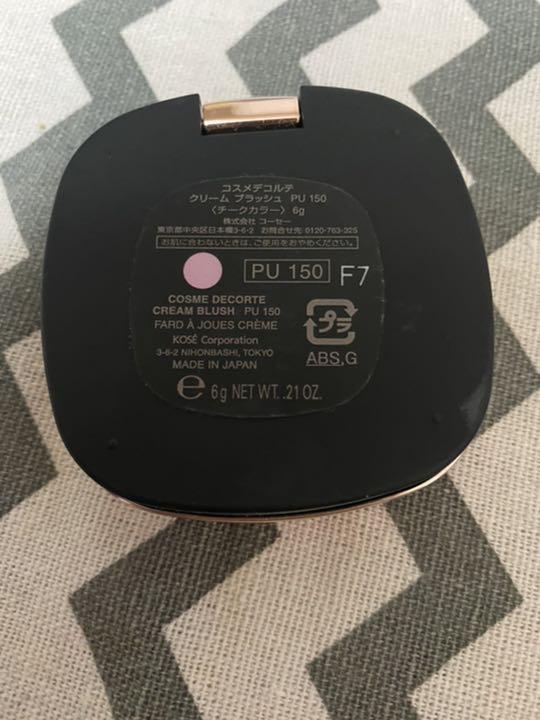 コスメデコルテ
クリーム ブラッシュ PU 150
〈チークカラー〉 6g
株式会社 コーセー
東京都中央区日本橋3-6-2 お問合せ先 0120-763-325
お肌に合わないときは、ご使用をおやめください。
PU 150 F7
COSME DECORTE
CREAM BLUSH PU 150
FARD À JOUES CRÈME
KOSÉ Corporation
3-6-2 NIHONBASHI, TOKYO
MADE IN JAPAN
プラ
ABS,G
e 6g NET WT. .21 OZ.